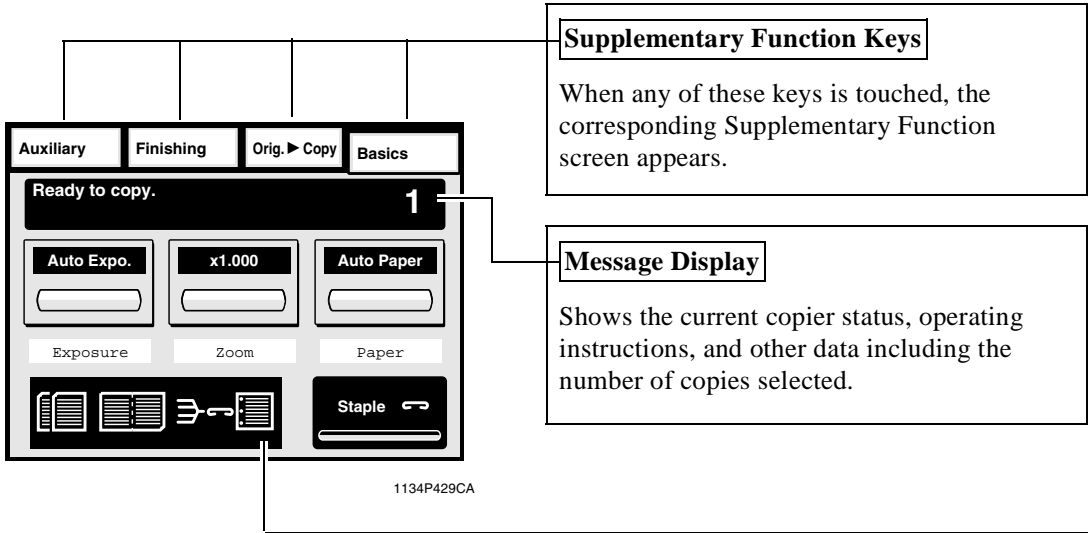 Supplementary Function Keys
When any of these keys is touched, the
corresponding Supplementary Function
screen appears.
Auxiliary
Finishing
Orig. ▶ Copy
Basics
Ready to copy.
1
Auto Expo.
x1.000
Auto Paper
Exposure
Zoom
Paper
Staple
1134P429CA
Message Display
Shows the current copier status, operating
instructions, and other data including the
number of copies selected.